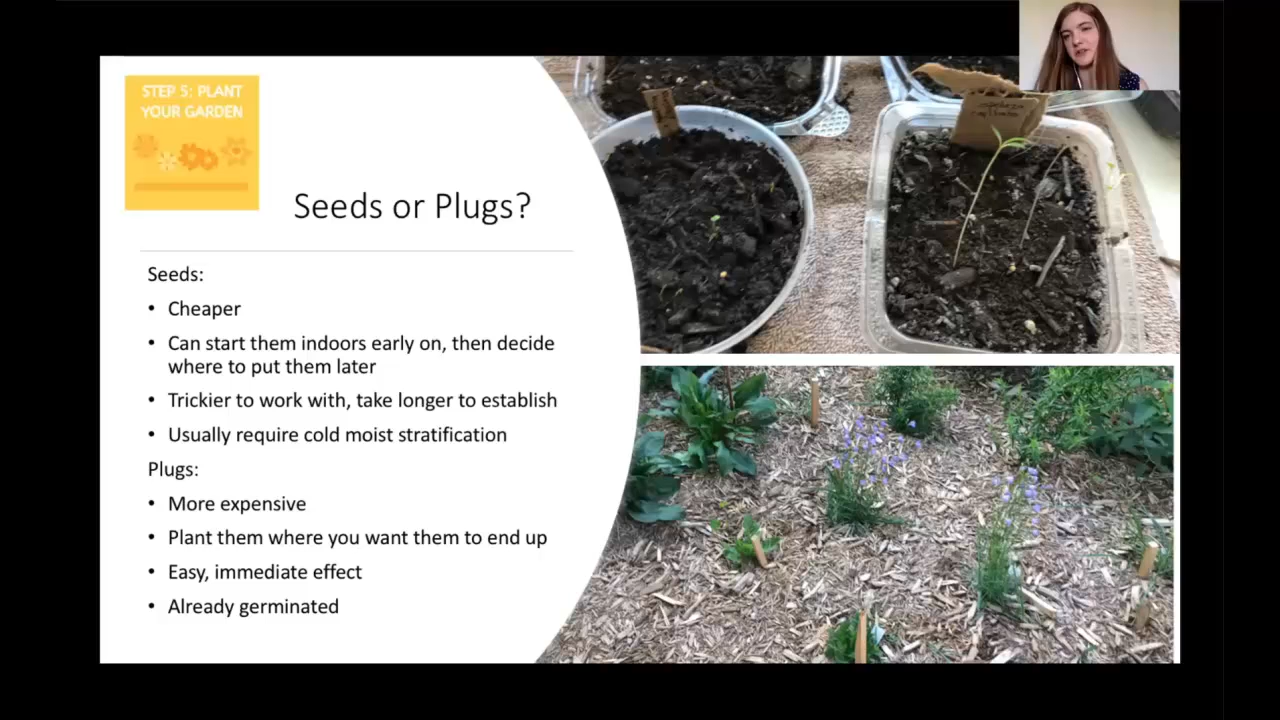 STEP 5: PLANT
YOUR GARDEN
Seeds or Plugs?
Seeds:
• Cheaper
• Can start them indoors early on, then decide
where to put them later
• Trickier to work with, take longer to establish
• Usually require cold moist stratification
Plugs:
• More expensive
• Plant them where you want them to end up
• Easy, immediate effect
• Already germinated